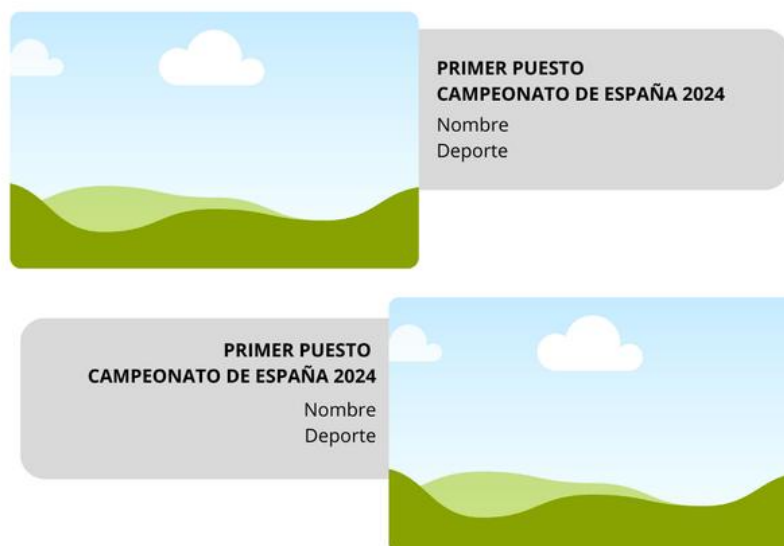 PRIMER PUESTO
CAMPEONATO DE ESPAÑA 2024
Nombre
Deporte
PRIMER PUESTO
CAMPEONATO DE ESPAÑA 2024
Nombre
Deporte